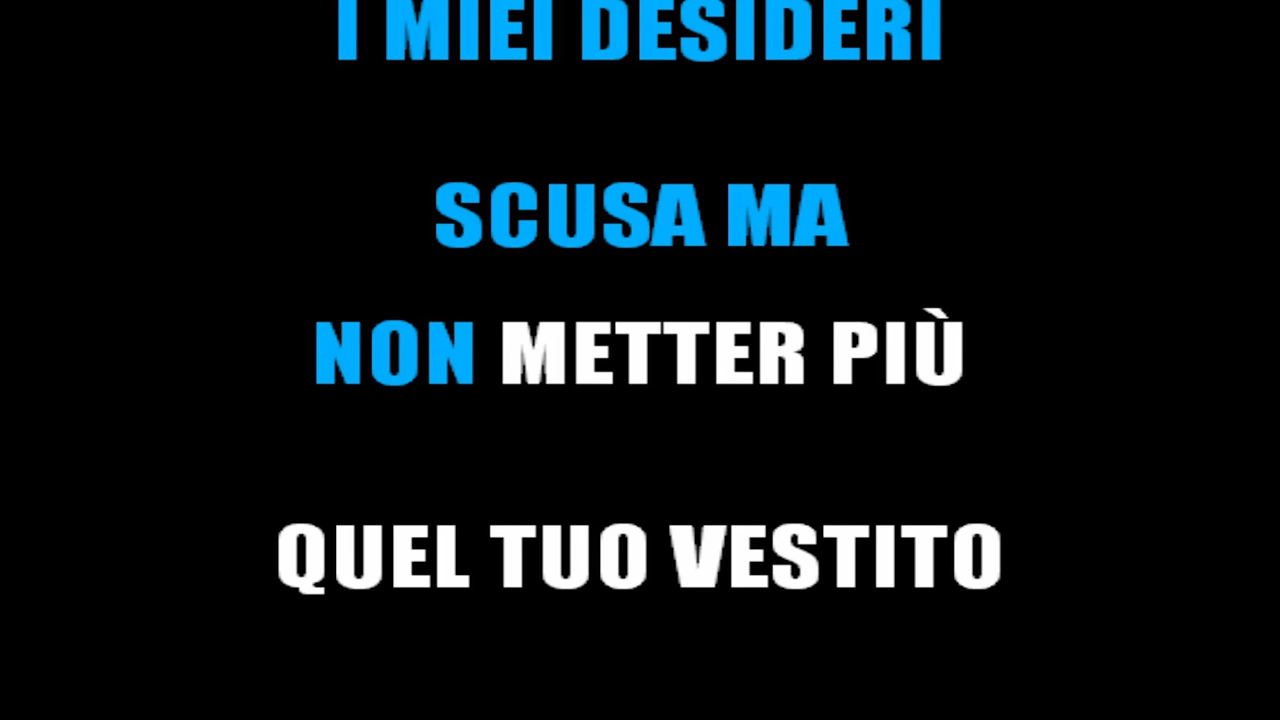 I MIEI DESIDERI
SCUSA MA
NON METTER PIÙ
QUEL TUO VESTITO